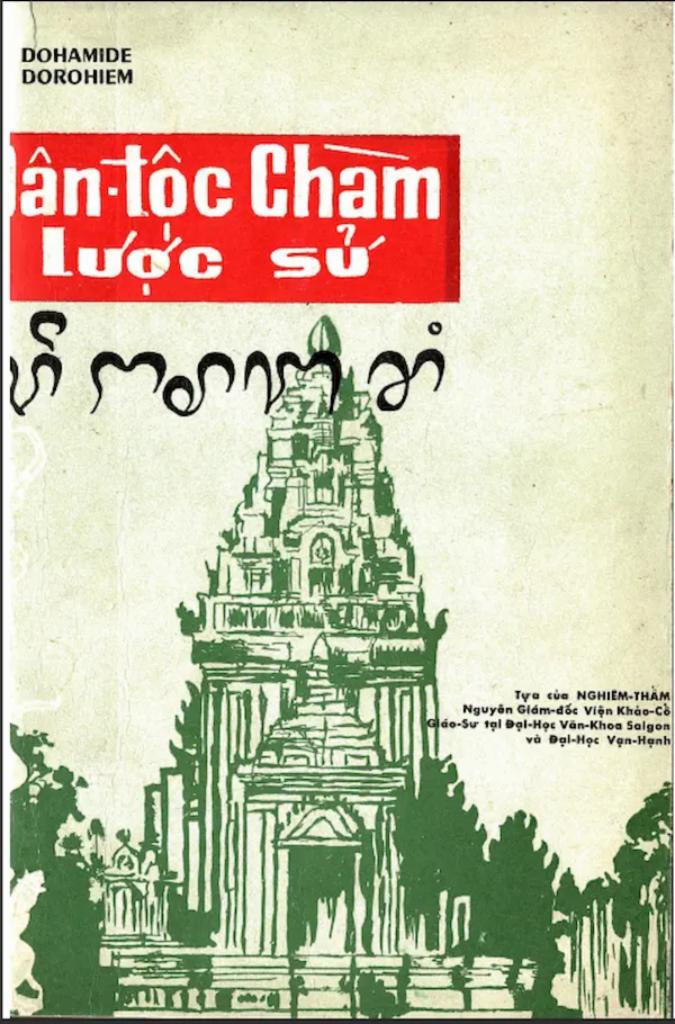 DOHAMIDE
DOROHIEM
Dân-tộc Chàm
Lược sử
Tựa của NGHIÊM-THẨM
Nguyên Giám-đốc Viện Khảo-Cổ
Giáo-Sư tại Đại-Học Văn-Khoa Saigon
và Đại-Học Vạn-Hạnh